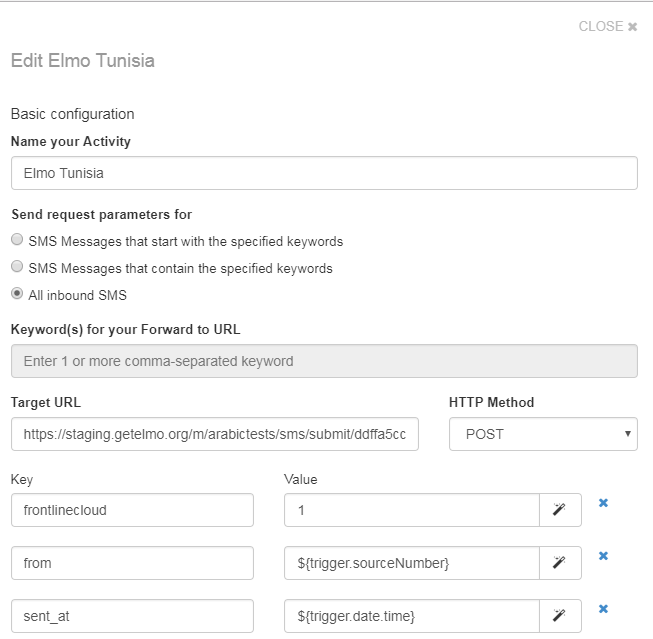 CLOSE ✖
Edit Elmo Tunisia
Basic configuration
Name your Activity
Elmo Tunisia
Send request parameters for
SMS Messages that start with the specified keywords
SMS Messages that contain the specified keywords
All inbound SMS
Keyword(s) for your Forward to URL
Enter 1 or more comma-separated keyword
Target URL HTTP Method
https://staging.getelmo.org/m/arabictests/sms/submit/ddffa5cc POST
Key Value
frontlinecloud 1
from ${trigger.sourceNumber}
sent_at ${trigger.date.time}